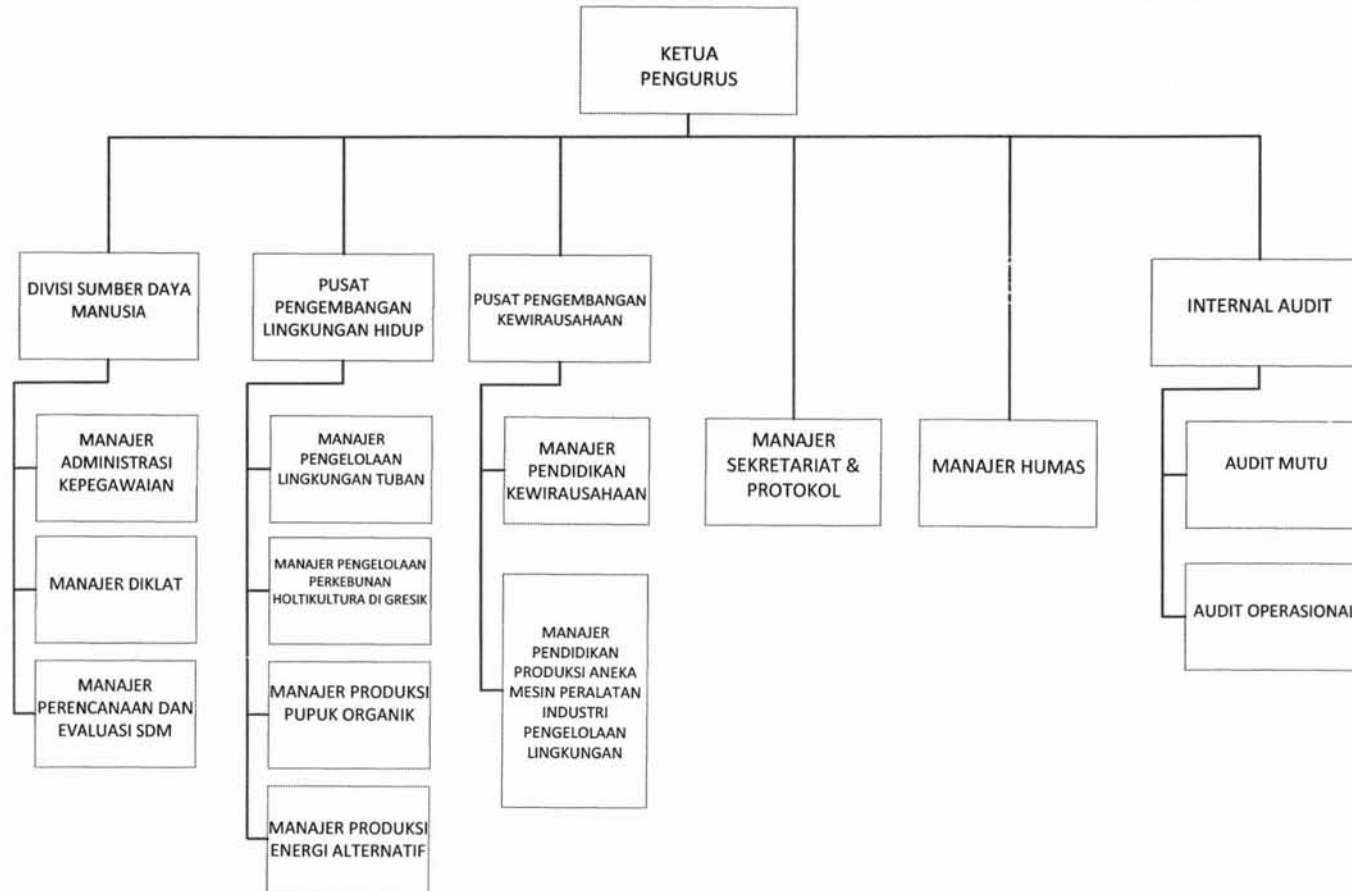 KETUA
PENGURUS
DIVISI SUMBER DAYA
MANUSIA
PUSAT
PENGEMBANGAN
LINGKUNGAN HIDUP
PUSAT PENGEMBANGAN
KEWIRAUSAHAAN
INTERNAL AUDIT
MANAJER
ADMINISTRASI
KEPEGAWAIAN
MANAJER DIKLAT
MANAJER
PERENCANAAN DAN
EVALUASI SDM
MANAJER
PENGELOLAAN
LINGKUNGAN TUBAN
MANAJER PENGELOLAAN
PERKEBUNAN
HOLTIKULTURA DI GRESIK
MANAJER PRODUKSI
PUPUK ORGANIK
MANAJER PRODUKSI
ENERGI ALTERNATIF
MANAJER
PENDIDIKAN
KEWIRAUSAHAAN
MANAJER
PENDIDIKAN
PRODUKSI ANEKA
MESIN PERALATAN
INDUSTRI
PENGELOLAAN
LINGKUNGAN
MANAJER
SEKRETARIAT &
PROTOKOL
MANAJER HUMAS
AUDIT MUTU
AUDIT OPERASIONAL